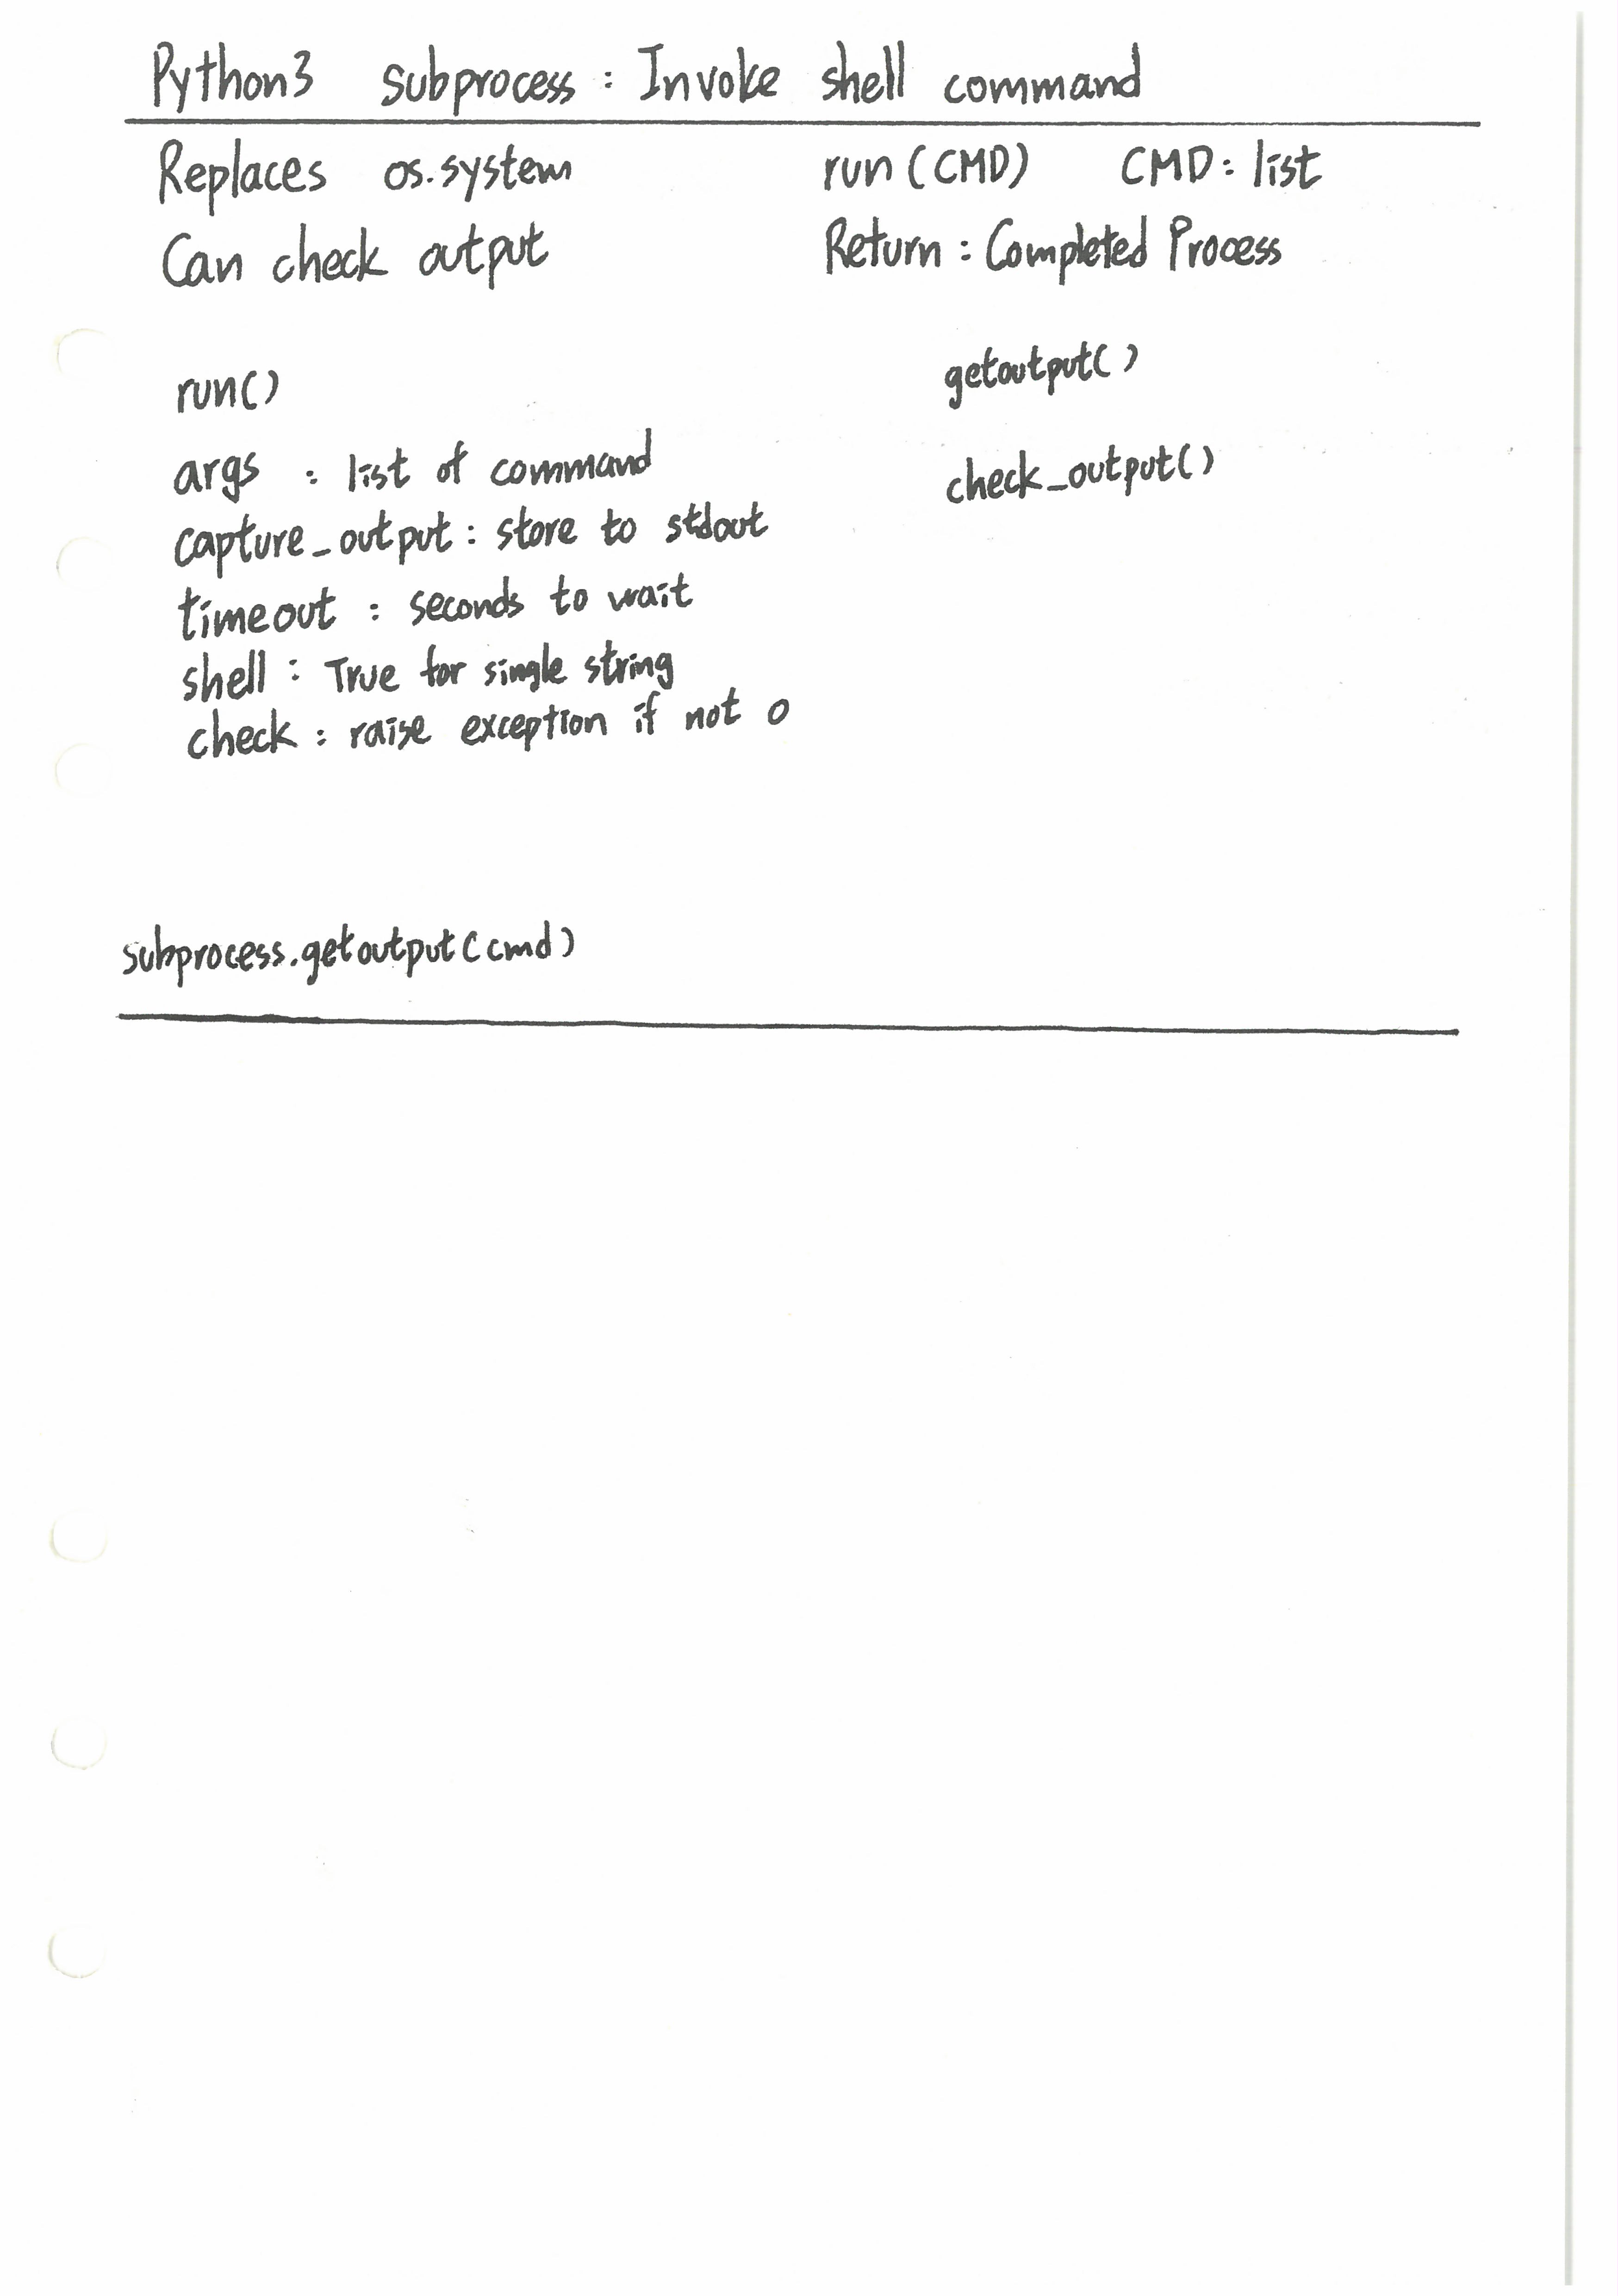 Python3 subprocess : Invoke shell command
Replaces os.system
Can check output
run (CMD) CMD : list
Return : Completed Process
run()
args : list of command
capture_output : store to stdout
timeout : seconds to wait
shell : True for single string
check : raise exception if not 0
getoutput()
check_output()
subprocess.getoutput(cmd)